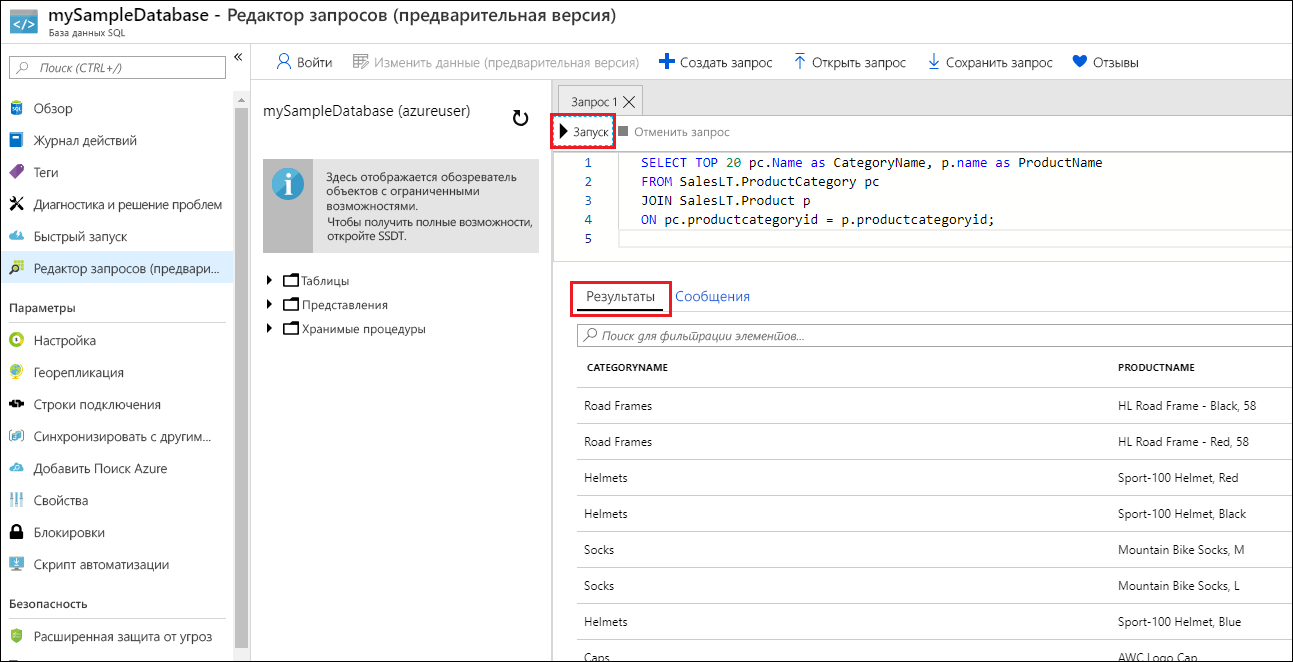 mySampleDatabase - Редактор запросов (предварительная версия)
База данных SQL
Поиск (CTRL+/)
«
Обзор
Журнал действий
Теги
Диагностика и решение проблем
Быстрый запуск
Редактор запросов (предвари...
Параметры
Настройка
Георепликация
Строки подключения
Синхронизировать с другим...
Добавить Поиск Azure
Свойства
Блокировки
Скрипт автоматизации
Безопасность
Расширенная защита от угроз
Войти
Изменить данные (предварительная версия)
Создать запрос
Открыть запрос
Сохранить запрос
Отзывы
mySampleDatabase (azureuser)
Здесь отображается обозреватель
объектов с ограниченными
возможностями.
Чтобы получить полные возможности,
откройте SSDT.
Таблицы
Представления
Хранимые процедуры
Запрос 1
Запуск
Отменить запрос
1 SELECT TOP 20 pc.Name as CategoryName, p.name as ProductName
2 FROM SalesLT.ProductCategory pc
3 JOIN SalesLT.Product p
4 ON pc.productcategoryid = p.productcategoryid;
5
Результаты
Сообщения
Поиск для фильтрации элементов...
CATEGORYNAME PRODUCTNAME
Road Frames HL Road Frame - Black, 58
Road Frames HL Road Frame - Red, 58
Helmets Sport-100 Helmet, Red
Helmets Sport-100 Helmet, Black
Socks Mountain Bike Socks, M
Socks Mountain Bike Socks, L
Helmets Sport-100 Helmet, Blue
Caps AWC Logo Cap